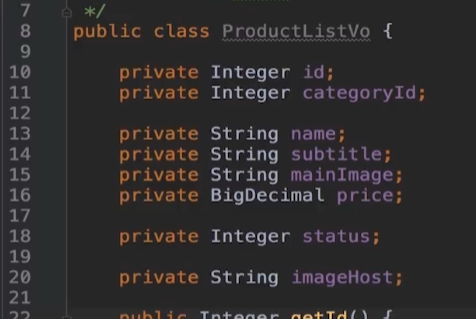 7 */
8 public class ProductListVo {
9
10 private Integer id;
11 private Integer categoryId;
12
13 private String name;
14 private String subtitle;
15 private String mainImage;
16 private BigDecimal price;
17
18 private Integer status;
19
20 private String imageHost;
21
22 public Integer getId() {